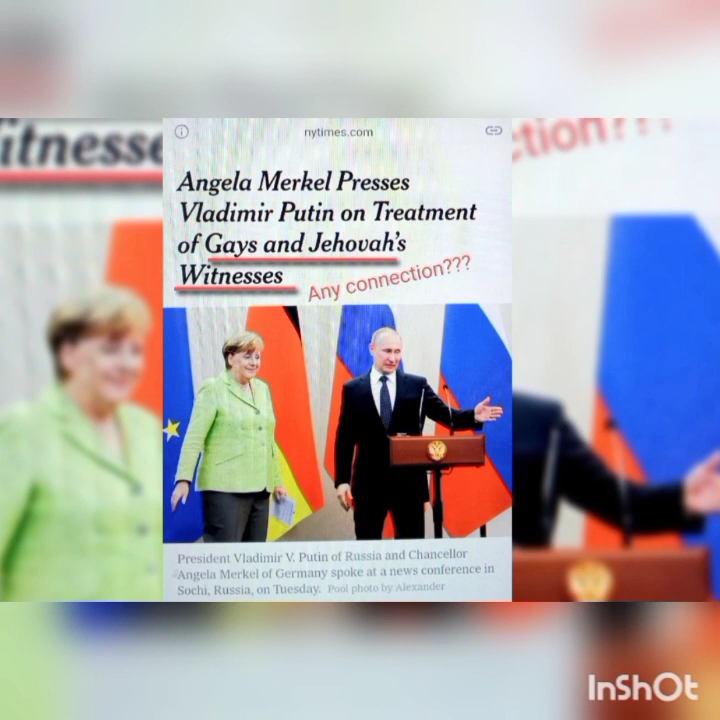 itnesse
ction???
nytimes.com
Angela Merkel Presses
Vladimir Putin on Treatment
of Gays and Jehovah's
Witnesses
Any connection???
President Vladimir V. Putin of Russia and Chancellor
Angela Merkel of Germany spoke at a news conference in
Sochi, Russia, on Tuesday. Pool photo by Alexander
InShOt